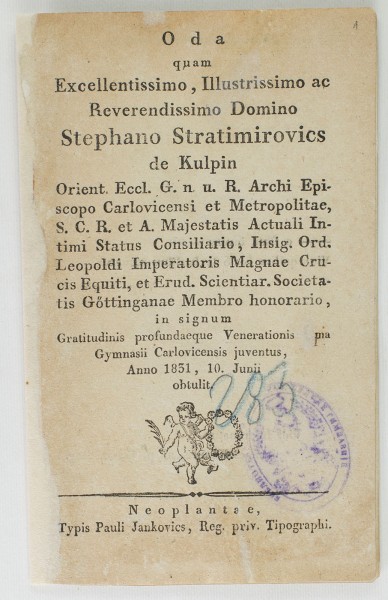 Oda
quam
Excellentissimo, Illustrissimo ac
Reverendissimo Domino
Stephano Stratimirovics
de Kulpin
Orient. Eccl. G. n. u. R. Archi Epi-
scopo Carlovicensi et Metropolitae,
S. C. R. et A. Majestatis Actuali In-
timi Status Consiliario, Insig. Ord.
Leopoldi Imperatoris Magnae Cru-
cis Equiti, et Erud. Scientiar. Societa-
tis Gőttinganae Membro honorario,
in signum
Gratitudinis profundaeque Venerationis pia
Gymnasii Carlovicensis juventus,
Anno 1831, 10. Junii
obtulit.
283
Neoplantae,
Typis Pauli Jankovics, Reg. priv. Tipographi.